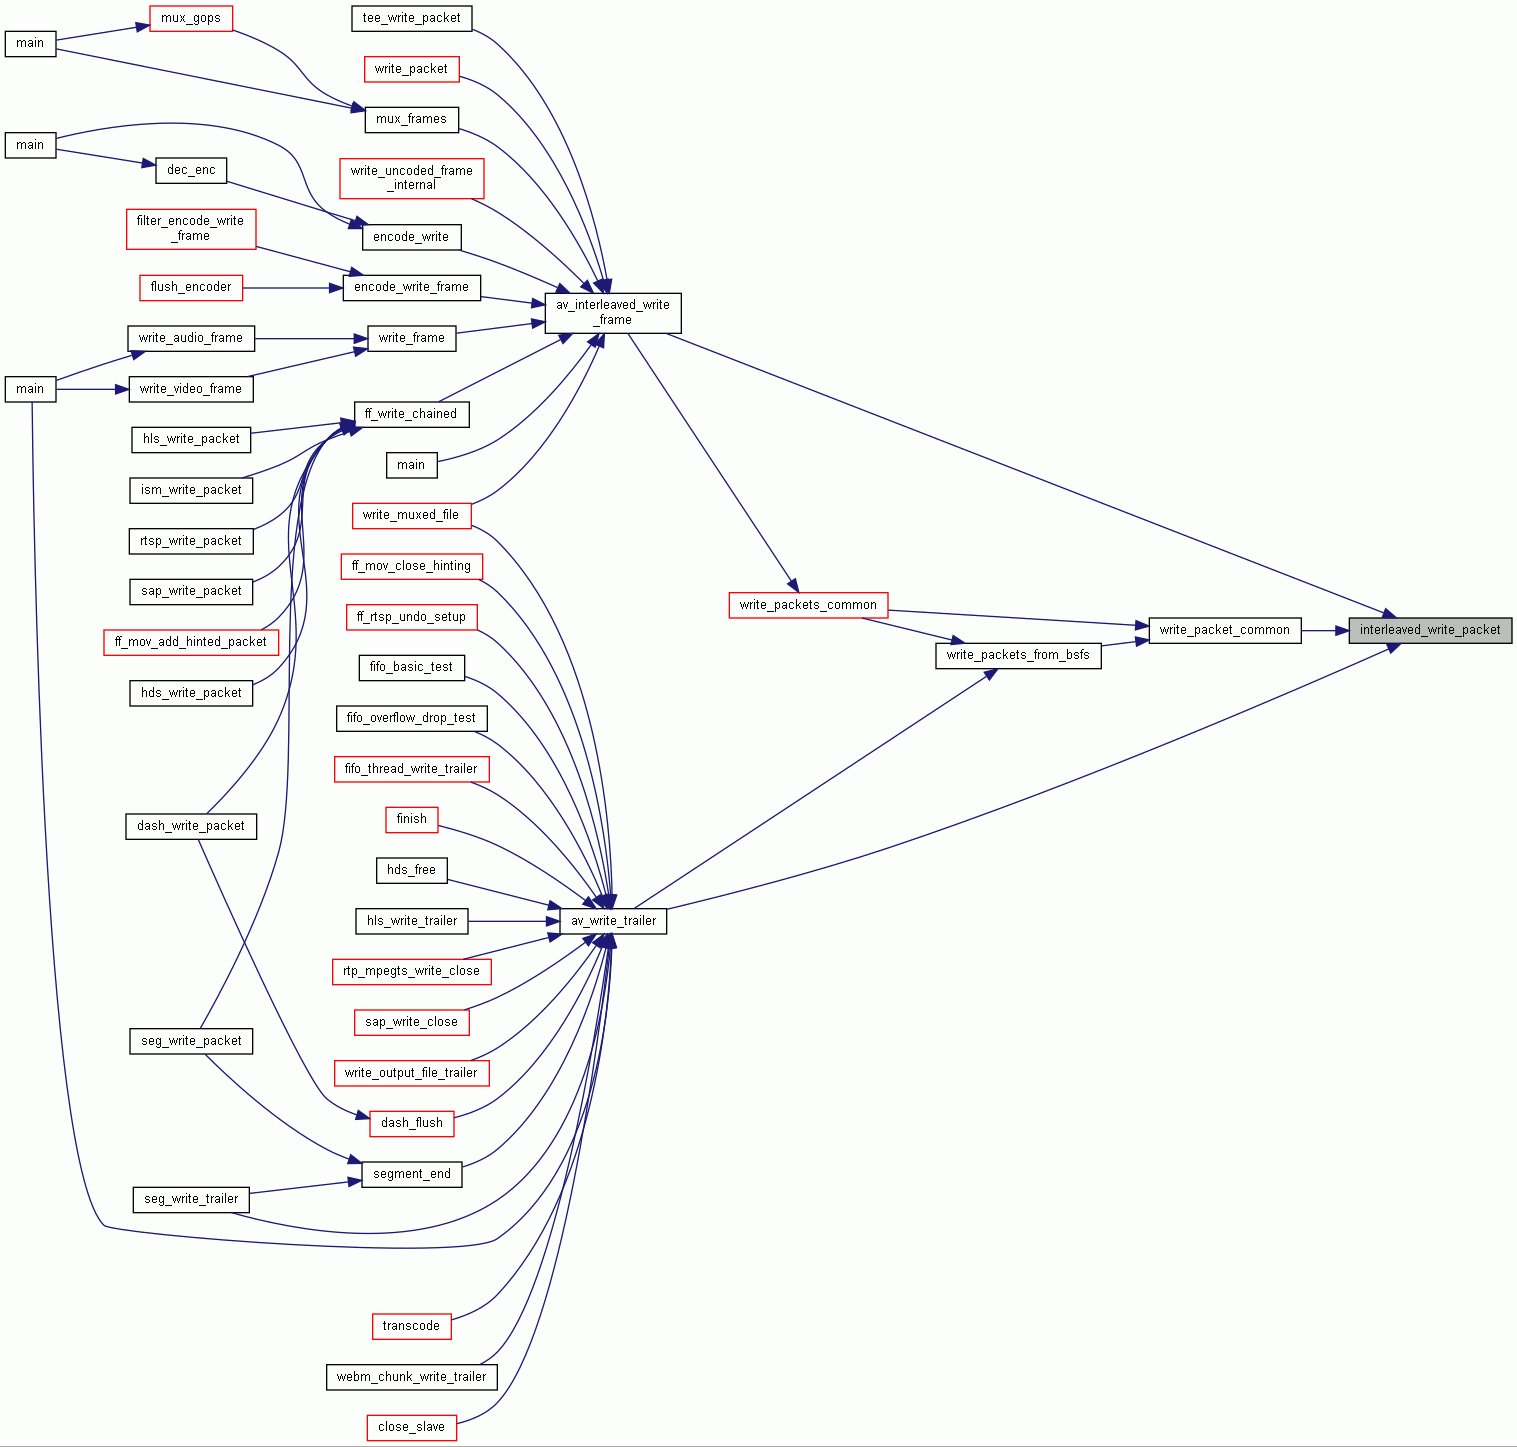 tee_write_packet
mux_gops
main
write_packet
mux_frames
main
dec_enc
write_uncoded_frame
_internal
filter_encode_write
_frame
encode_write
flush_encoder
encode_write_frame
av_interleaved_write
_frame
write_audio_frame
write_frame
main
write_video_frame
ff_write_chained
hls_write_packet
main
ism_write_packet
write_muxed_file
rtsp_write_packet
ff_mov_close_hinting
sap_write_packet
write_packets_common
ff_rtsp_undo_setup
write_packet_common
interleaved_write_packet
ff_mov_add_hinted_packet
write_packets_from_bsfs
fifo_basic_test
hds_write_packet
fifo_overflow_drop_test
fifo_thread_write_trailer
finish
dash_write_packet
hds_free
hls_write_trailer
av_write_trailer
rtp_mpegts_write_close
sap_write_close
seg_write_packet
write_output_file_trailer
dash_flush
segment_end
seg_write_trailer
transcode
webm_chunk_write_trailer
close_slave